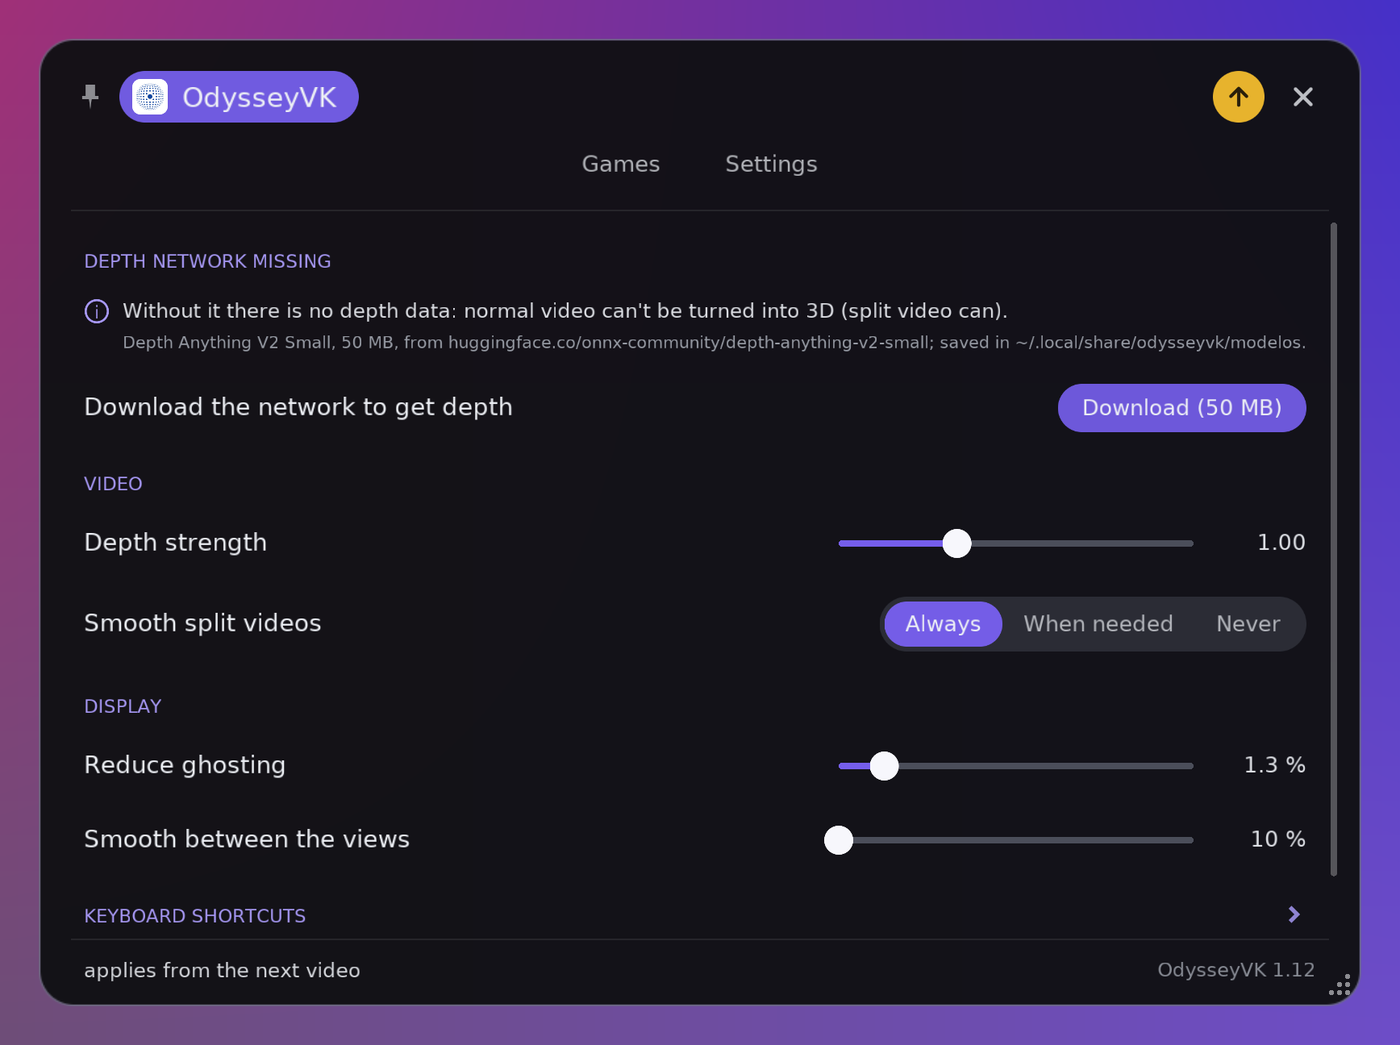 OdysseyVK
Games Settings
DEPTH NETWORK MISSING
Without it there is no depth data: normal video can't be turned into 3D (split video can).
Depth Anything V2 Small, 50 MB, from huggingface.co/onnx-community/depth-anything-v2-small; saved in ~/.local/share/odysseyvk/modelos.
Download the network to get depth Download (50 MB)
VIDEO
Depth strength 1.00
Smooth split videos Always When needed Never
DISPLAY
Reduce ghosting 1.3 %
Smooth between the views 10 %
KEYBOARD SHORTCUTS
applies from the next video OdysseyVK 1.12